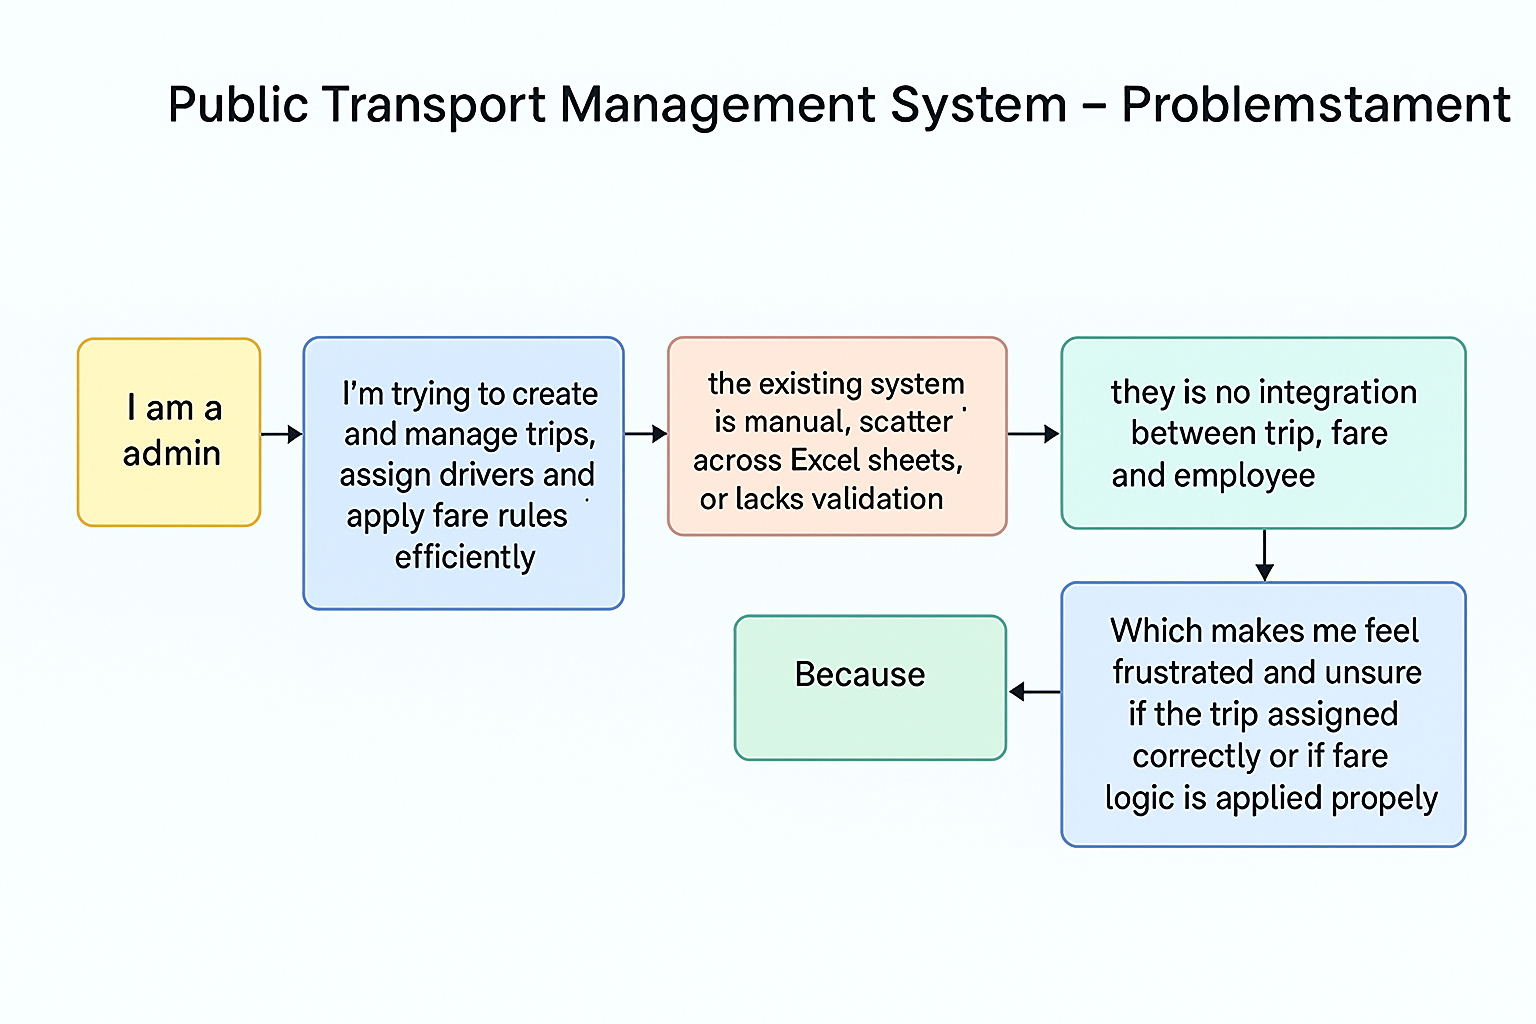 Public Transport Management System – Problemstament
I am a
admin
I'm trying to create
and manage trips,
assign drivers and
apply fare rules
efficiently
the existing system
is manual, scatter
across Excel sheets,
or lacks validation
they is no integration
between trip, fare
and employee
Which makes me feel
frustrated and unsure
if the trip assigned
correctly or if fare
logic is applied propely
Because